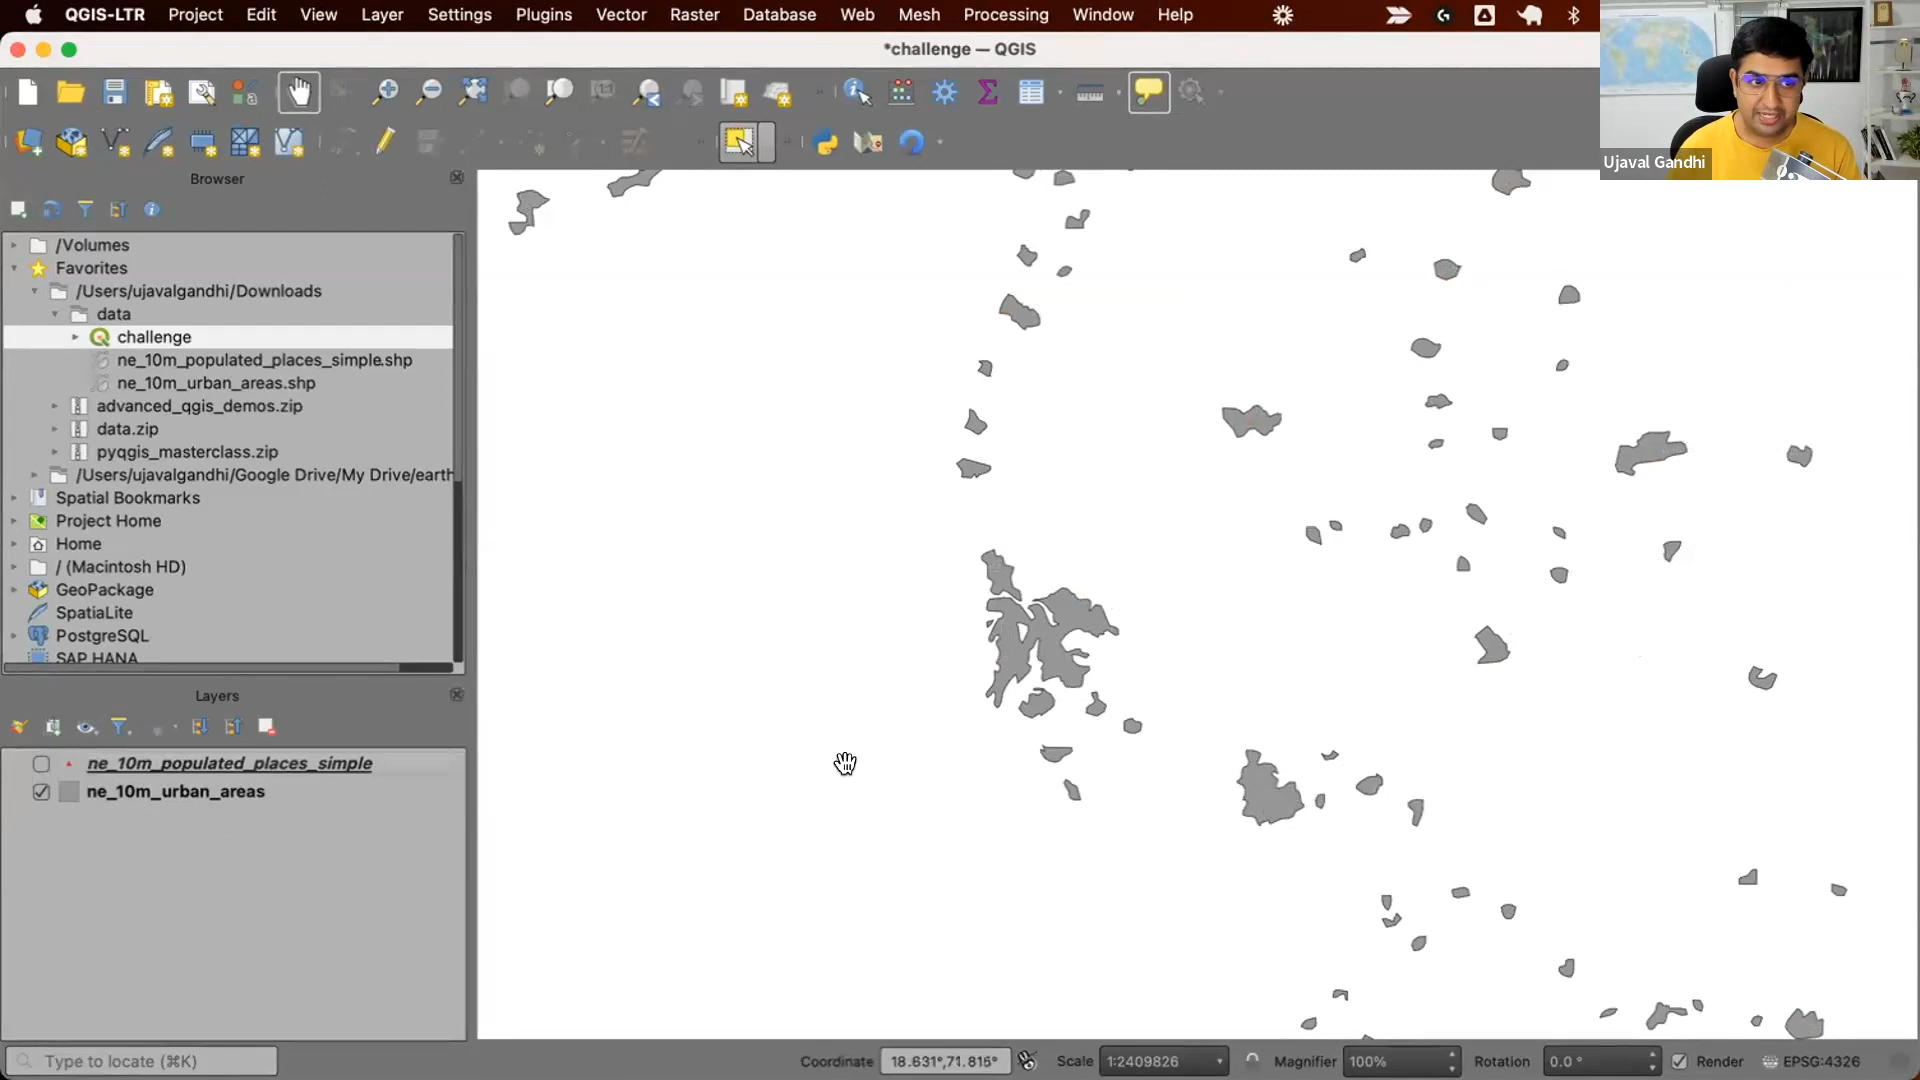 QGIS-LTR Project Edit View Layer Settings Plugins Vector Raster Database Web Mesh Processing Window Help
*challenge — QGIS
Ujaval Gandhi
Browser
/Volumes
Favorites
/Users/ujavalgandhi/Downloads
data
challenge
ne_10m_populated_places_simple.shp
ne_10m_urban_areas.shp
advanced_qgis_demos.zip
data.zip
pyqgis_masterclass.zip
/Users/ujavalgandhi/Google Drive/My Drive/earth
Spatial Bookmarks
Project Home
Home
/ (Macintosh HD)
GeoPackage
SpatiaLite
PostgreSQL
SAP HANA
Layers
ne_10m_populated_places_simple
ne_10m_urban_areas
Type to locate (⌘K) Coordinate 18.631°,71.815° Scale 1:2409826 Magnifier 100% Rotation 0.0 ° Render EPSG:4326